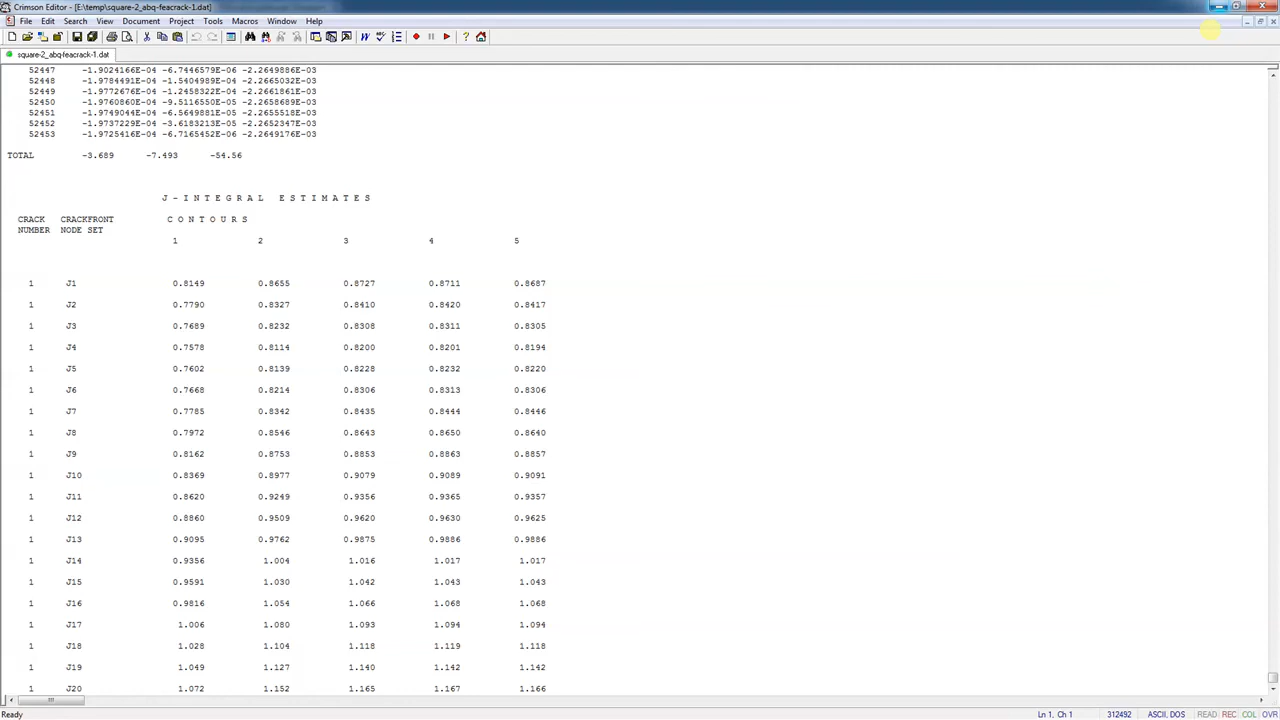 Crimson Editor - [E:\temp\square-2_abq-feacrack-1.dat]
File Edit Search View Document Project Tools Macros Window Help
square-2_abq-feacrack-1.dat
52447 -1.9024166E-04 -6.7446579E-06 -2.2649886E-03
52448 -1.9784491E-04 -1.5404989E-04 -2.2665032E-03
52449 -1.9772676E-04 -1.2458322E-04 -2.2661861E-03
52450 -1.9760860E-04 -9.5116550E-05 -2.2658689E-03
52451 -1.9749044E-04 -6.5649881E-05 -2.2655518E-03
52452 -1.9737229E-04 -3.6183213E-05 -2.2652347E-03
52453 -1.9725416E-04 -6.7165452E-06 -2.2649176E-03
TOTAL -3.689 -7.493 -54.56
J - I N T E G R A L E S T I M A T E S
CRACK CRACKFRONT C O N T O U R S
NUMBER NODE SET
1 2 3 4 5
1 J1 0.8149 0.8655 0.8727 0.8711 0.8687
1 J2 0.7790 0.8327 0.8410 0.8420 0.8417
1 J3 0.7689 0.8232 0.8308 0.8311 0.8305
1 J4 0.7578 0.8114 0.8200 0.8201 0.8194
1 J5 0.7602 0.8139 0.8228 0.8232 0.8220
1 J6 0.7668 0.8214 0.8306 0.8313 0.8306
1 J7 0.7785 0.8342 0.8435 0.8444 0.8446
1 J8 0.7972 0.8546 0.8643 0.8650 0.8640
1 J9 0.8162 0.8753 0.8853 0.8863 0.8857
1 J10 0.8369 0.8977 0.9079 0.9089 0.9091
1 J11 0.8620 0.9249 0.9356 0.9365 0.9357
1 J12 0.8860 0.9509 0.9620 0.9630 0.9625
1 J13 0.9095 0.9762 0.9875 0.9886 0.9886
1 J14 0.9356 1.004 1.016 1.017 1.017
1 J15 0.9591 1.030 1.042 1.043 1.043
1 J16 0.9816 1.054 1.066 1.068 1.068
1 J17 1.006 1.080 1.093 1.094 1.094
1 J18 1.028 1.104 1.118 1.119 1.118
1 J19 1.049 1.127 1.140 1.142 1.142
1 J20 1.072 1.152 1.165 1.167 1.166
Ready Ln 1, Ch 1 312492 ASCII, DOS READ REC COL OVR